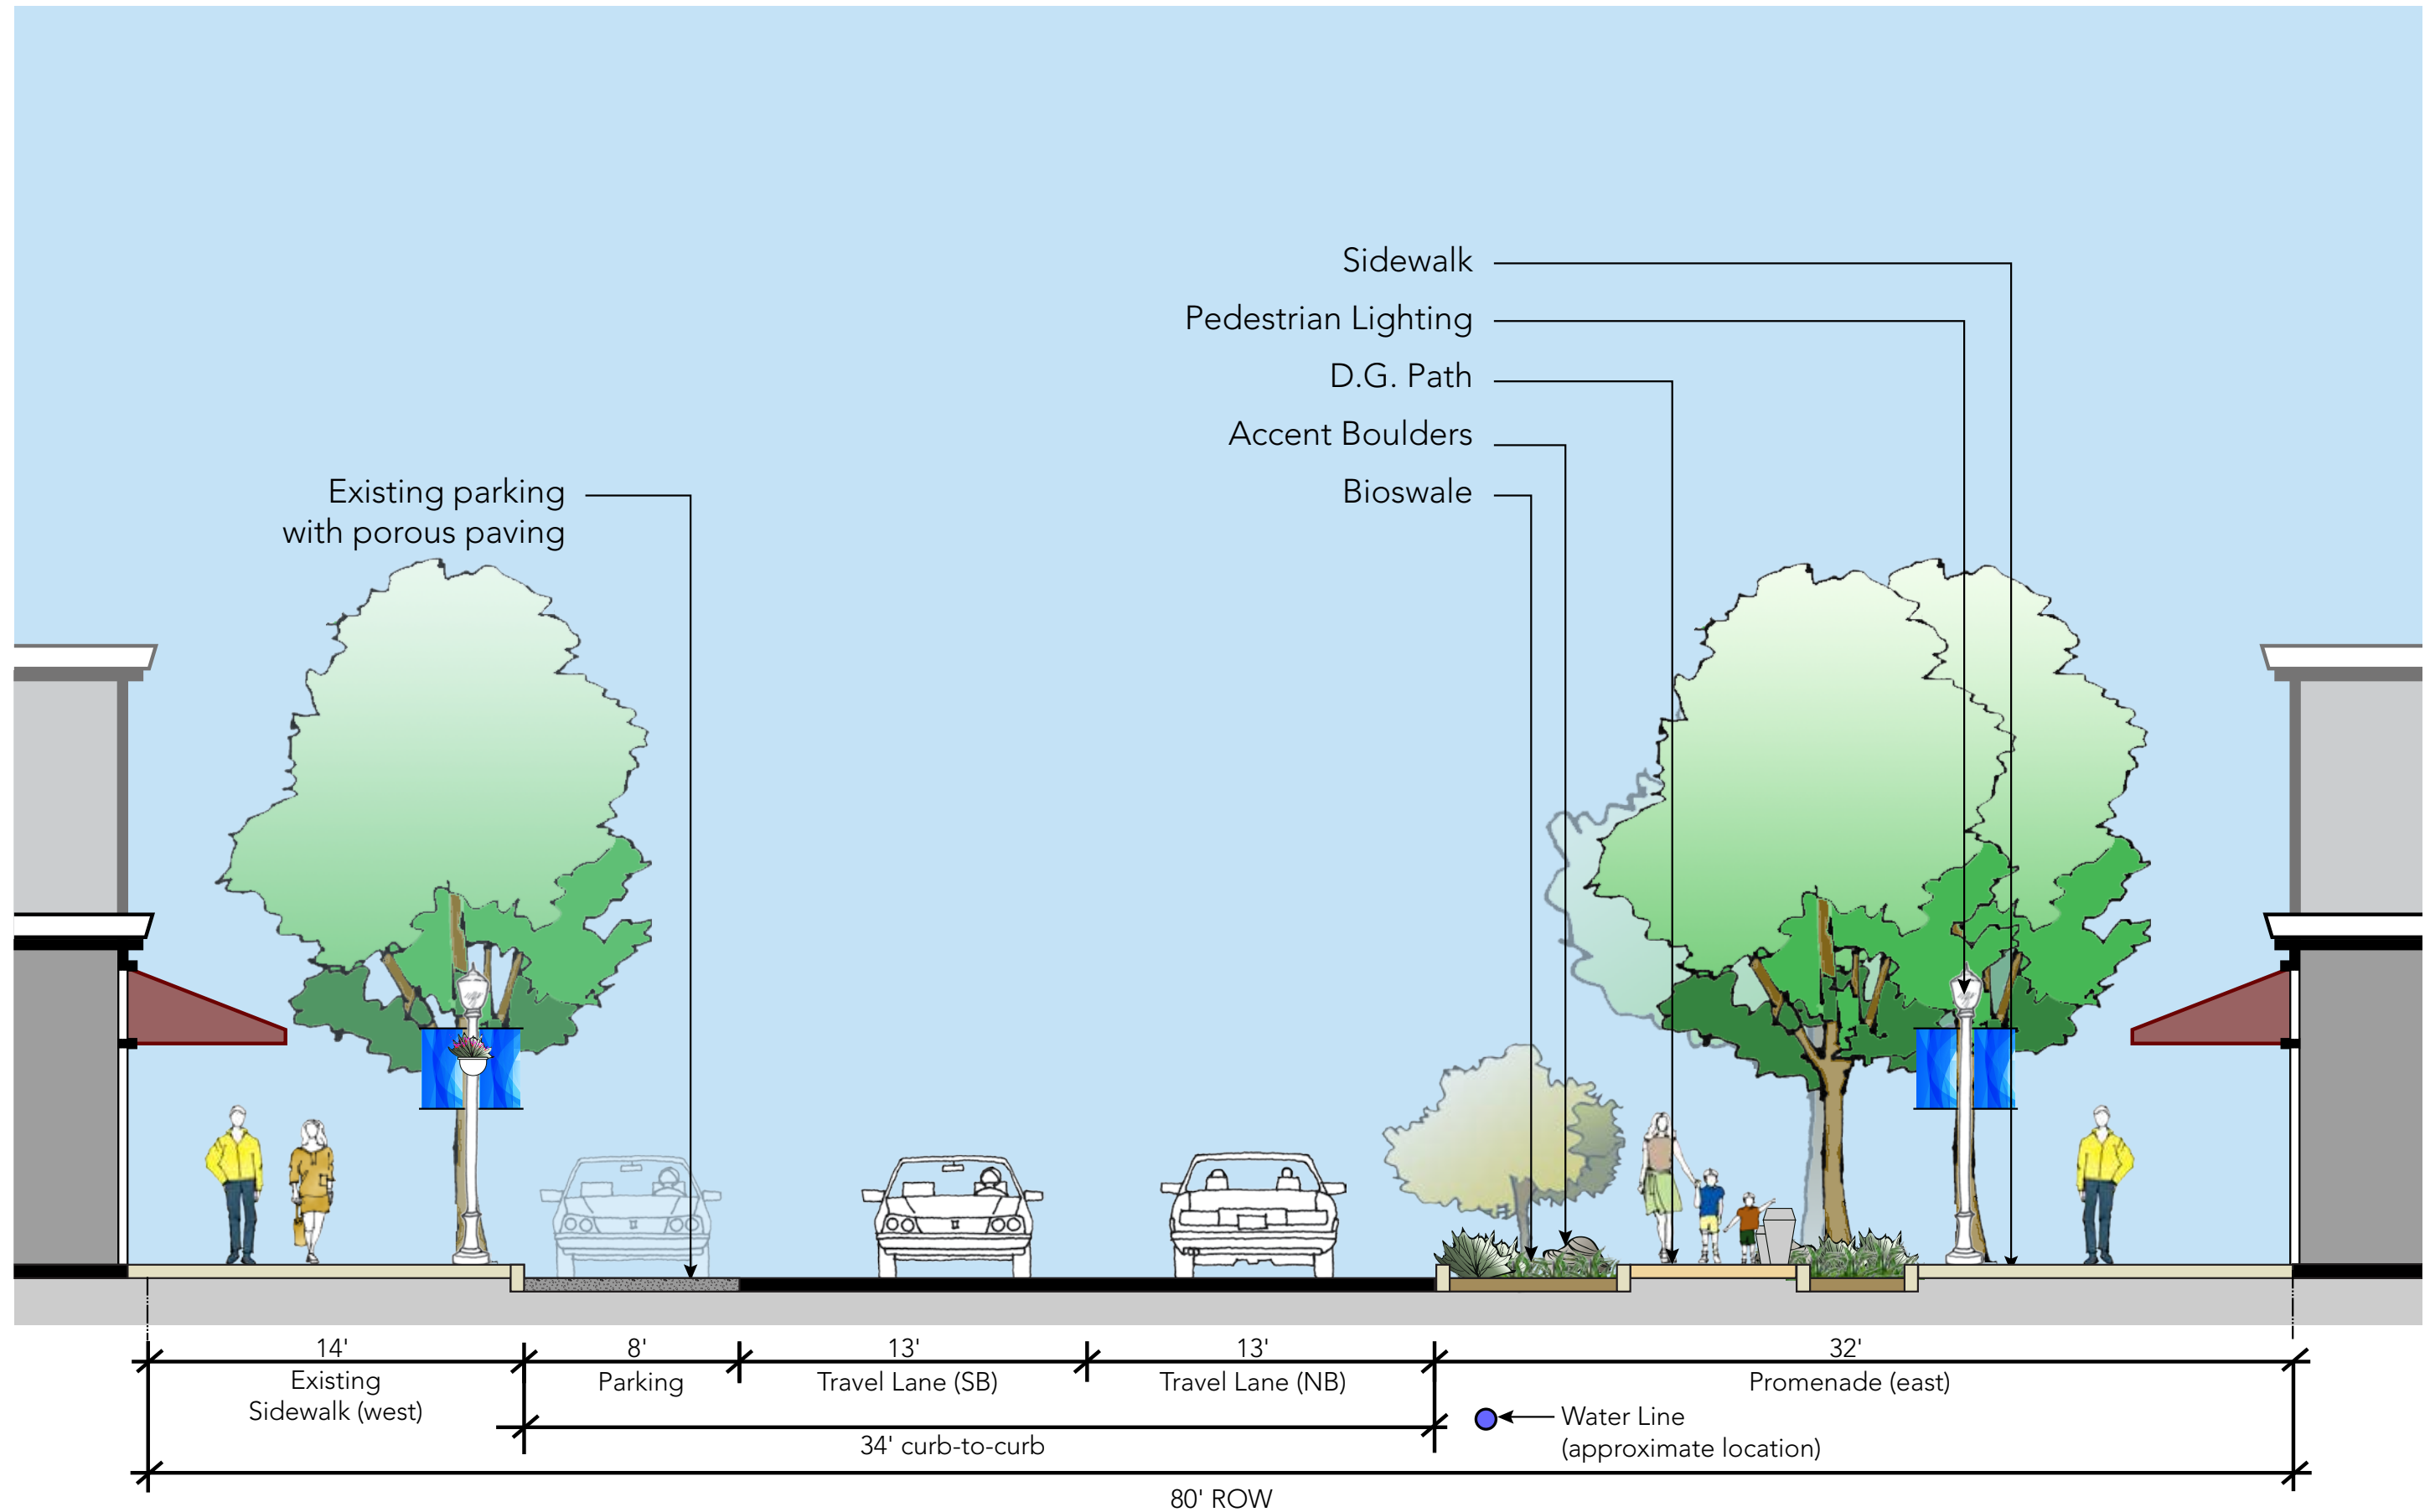 Sidewalk
Pedestrian Lighting
D.G. Path
Accent Boulders
Bioswale
Existing parking
with porous paving
14'
8'
13'
13'
32'
Existing
Sidewalk (west)
Parking
Travel Lane (SB)
Travel Lane (NB)
Promenade (east)
Water Line
(approximate location)
34' curb-to-curb
80' ROW